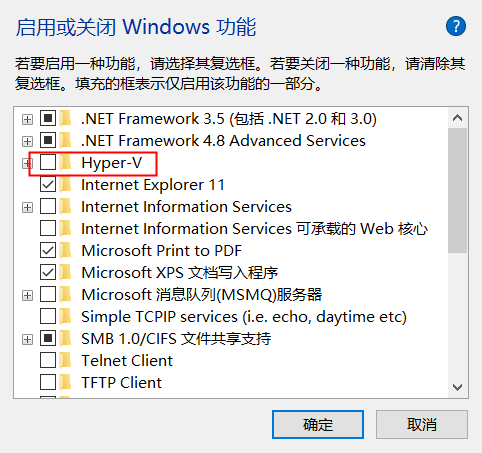 启用或关闭 Windows 功能
?
若要启用一种功能，请选择其复选框。若要关闭一种功能，请清除其
复选框。填充的框表示仅启用该功能的一部分。
.NET Framework 3.5 (包括 .NET 2.0 和 3.0)
.NET Framework 4.8 Advanced Services
Hyper-V
Internet Explorer 11
Internet Information Services
Internet Information Services 可承载的 Web 核心
Microsoft Print to PDF
Microsoft XPS 文档写入程序
Microsoft 消息队列(MSMQ)服务器
Simple TCPIP services (i.e. echo, daytime etc)
SMB 1.0/CIFS 文件共享支持
Telnet Client
TFTP Client
确定
取消